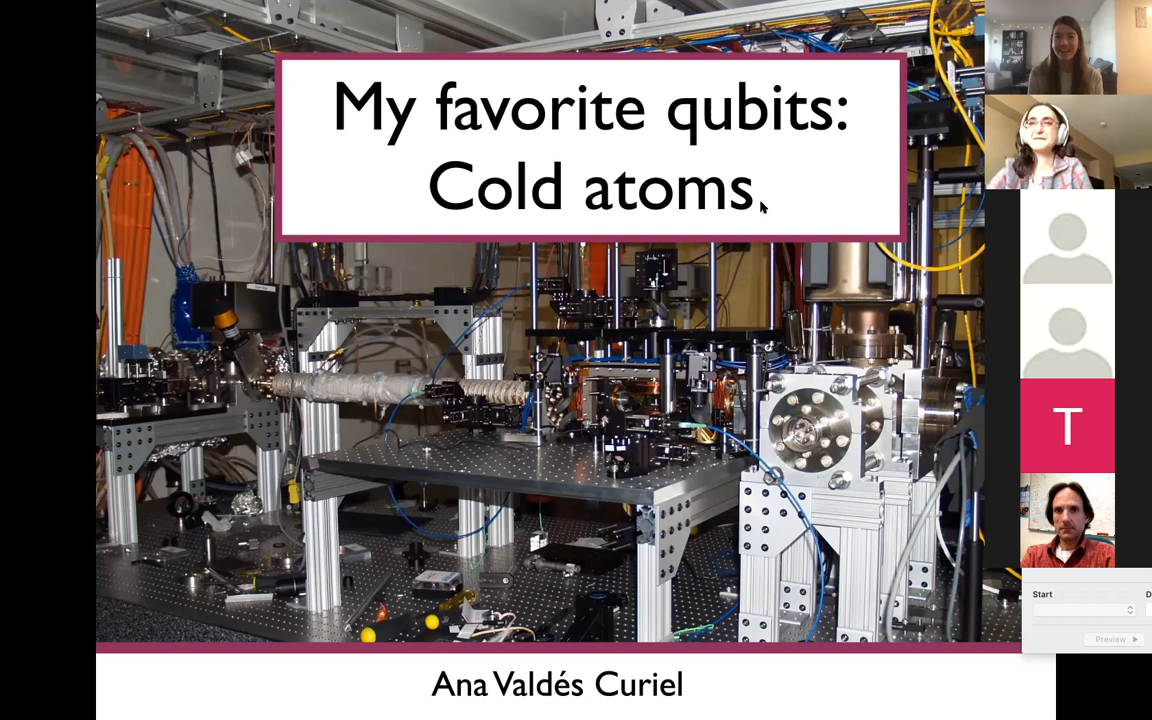 My favorite qubits:
Cold atoms
Ana Valdés Curiel
T
Start
D
Preview